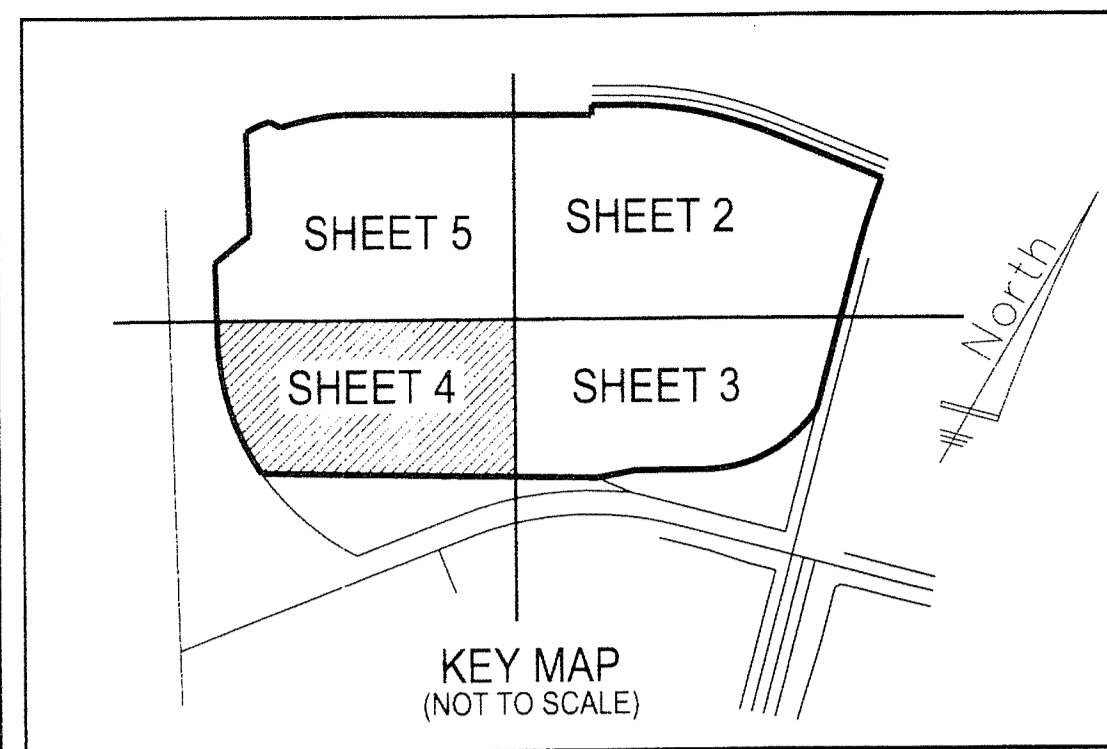 SHEET 5
SHEET 2
North
SHEET 4
SHEET 3
KEY MAP
(NOT TO SCALE)